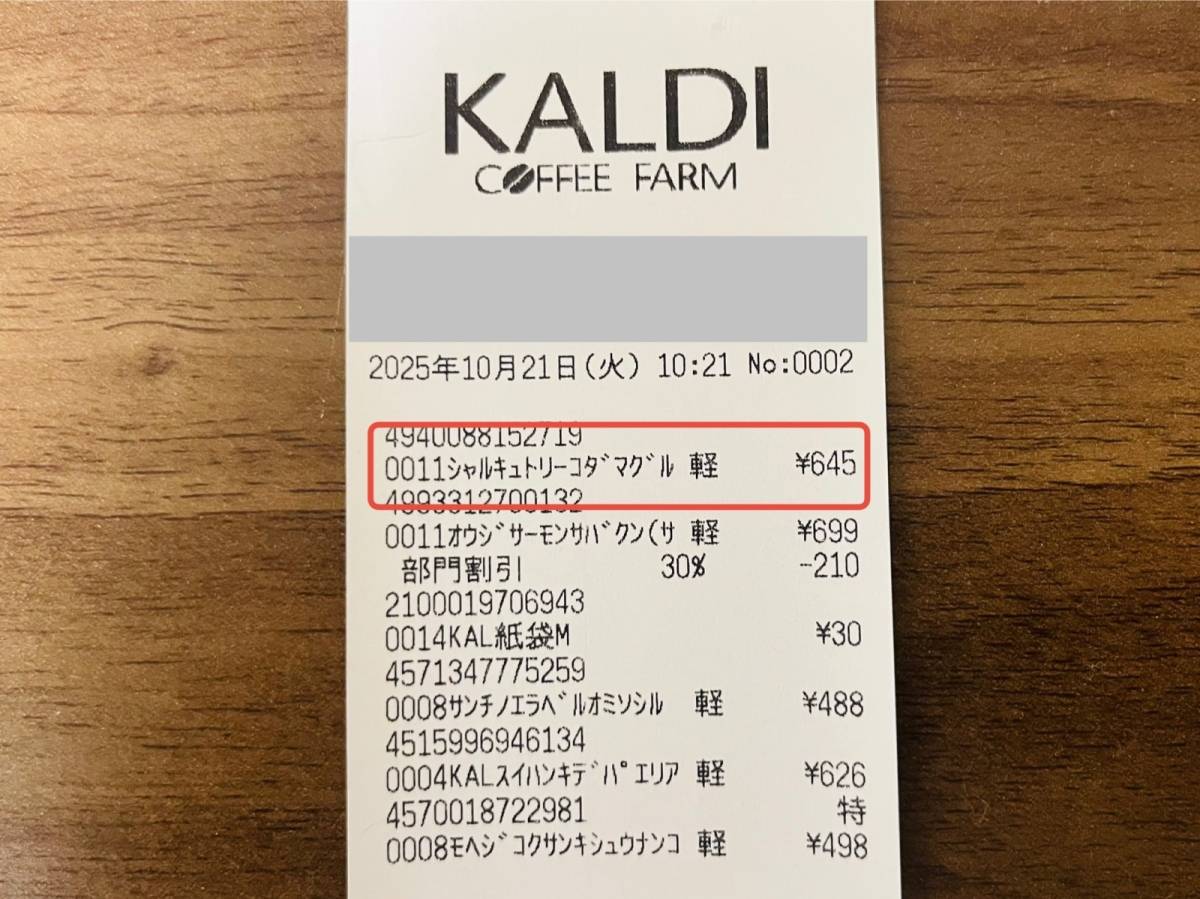 KALDI
COFFEE FARM
2025年10月21日(火) 10:21 No:0002
4940088152719
0011シャルキュトリーコダマグル 軽 ¥645
4993312700132
0011オウジサーモンサバクン(サ 軽 ¥699
部門割引 30% -210
2100019706943
0014KAL紙袋M ¥30
4571347775259
0008サンチノエラベルオミソシル 軽 ¥488
4515996946134
0004KALスイハンキデパエリア 軽 ¥626
4570018722981 特
0008モヘジコクサンキシュウナンコ 軽 ¥498